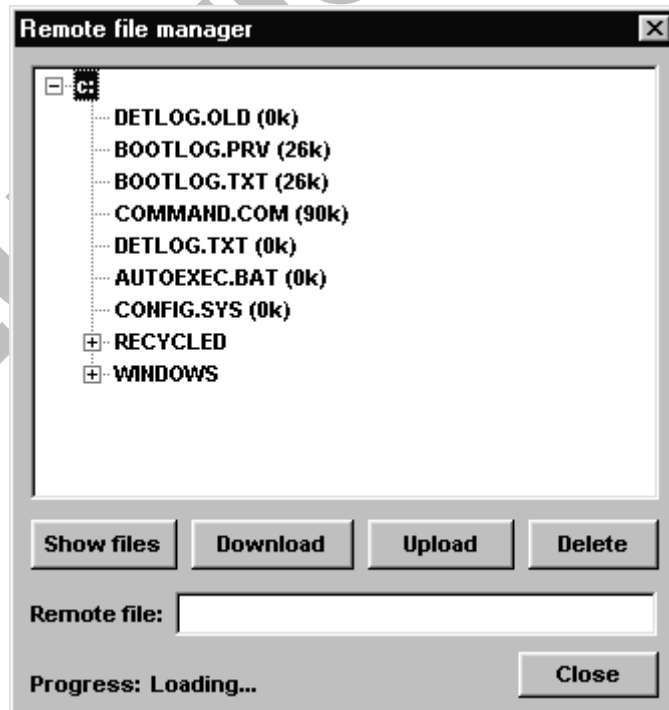 Remote file manager
c:
DETLOG.OLD (0k)
BOOTLOG.PRV (26k)
BOOTLOG.TXT (26k)
COMMAND.COM (90k)
DETLOG.TXT (0k)
AUTOEXEC.BAT (0k)
CONFIG.SYS (0k)
RECYCLED
WINDOWS
Show files Download Upload Delete
Remote file:
Close
Progress: Loading...